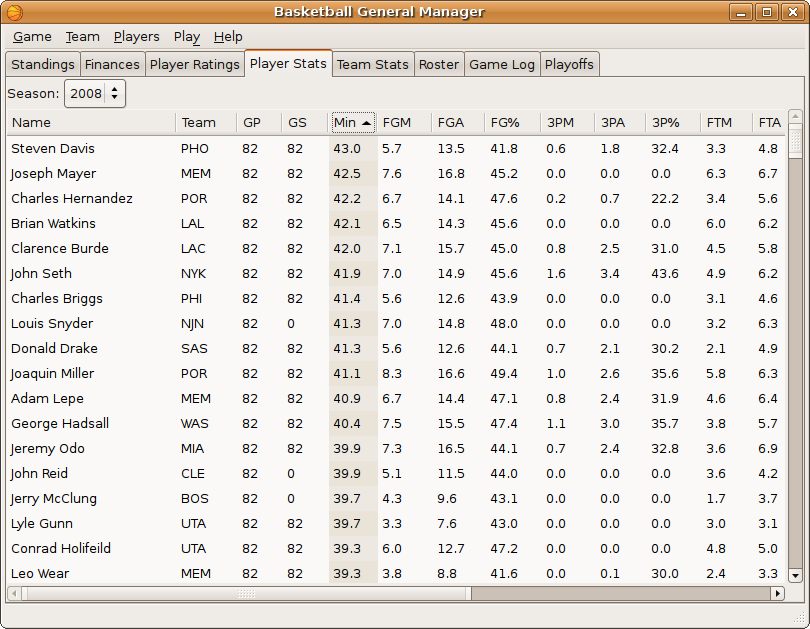 Basketball General Manager
Game Team Players Play Help
Standings Finances Player Ratings Player Stats Team Stats Roster Game Log Playoffs
Season: 2008
Name Team GP GS Min FGM FGA FG% 3PM 3PA 3P% FTM FTA
Steven Davis PHO 82 82 43.0 5.7 13.5 41.8 0.6 1.8 32.4 3.3 4.8
Joseph Mayer MEM 82 82 42.5 7.6 16.8 45.2 0.0 0.0 0.0 6.3 6.7
Charles Hernandez POR 82 82 42.2 6.7 14.1 47.6 0.2 0.7 22.2 3.4 5.6
Brian Watkins LAL 82 82 42.1 6.5 14.3 45.6 0.0 0.0 0.0 6.0 6.2
Clarence Burde LAC 82 82 42.0 7.1 15.7 45.0 0.8 2.5 31.0 4.5 5.8
John Seth NYK 82 82 41.9 7.0 14.9 45.6 1.6 3.4 43.6 4.9 6.2
Charles Briggs PHI 82 82 41.4 5.6 12.6 43.9 0.0 0.0 0.0 3.1 4.6
Louis Snyder NJN 82 0 41.3 7.0 14.8 48.0 0.0 0.0 0.0 3.2 6.3
Donald Drake SAS 82 82 41.3 5.6 12.6 44.1 0.7 2.1 30.2 2.1 4.9
Joaquin Miller POR 82 82 41.1 8.3 16.6 49.4 1.0 2.6 35.6 5.8 6.3
Adam Lepe MEM 82 82 40.9 6.7 14.4 47.1 0.8 2.4 31.9 4.6 6.4
George Hadsall WAS 82 82 40.4 7.5 15.5 47.4 1.1 3.0 35.7 3.8 5.7
Jeremy Odo MIA 82 82 39.9 7.3 16.5 44.1 0.7 2.4 32.8 3.6 6.9
John Reid CLE 82 0 39.9 5.1 11.5 44.0 0.0 0.0 0.0 3.6 4.2
Jerry McClung BOS 82 0 39.7 4.3 9.6 43.1 0.0 0.0 0.0 1.7 3.7
Lyle Gunn UTA 82 82 39.7 3.3 7.6 43.0 0.0 0.0 0.0 3.0 3.1
Conrad Holifeild UTA 82 82 39.3 6.0 12.7 47.2 0.0 0.0 0.0 4.8 5.0
Leo Wear MEM 82 82 39.3 3.8 8.8 41.6 0.0 0.1 30.0 2.4 3.3